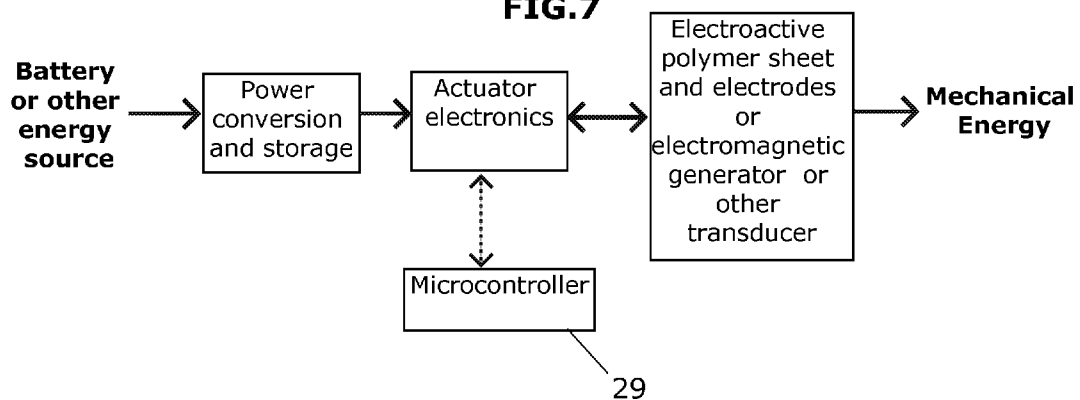 FIG.7
Battery
or other
energy
source
Power
conversion
and storage
Actuator
electronics
Electroactive
polymer sheet
and electrodes
or
electromagnetic
generator or
other
transducer
Mechanical
Energy
Microcontroller
29